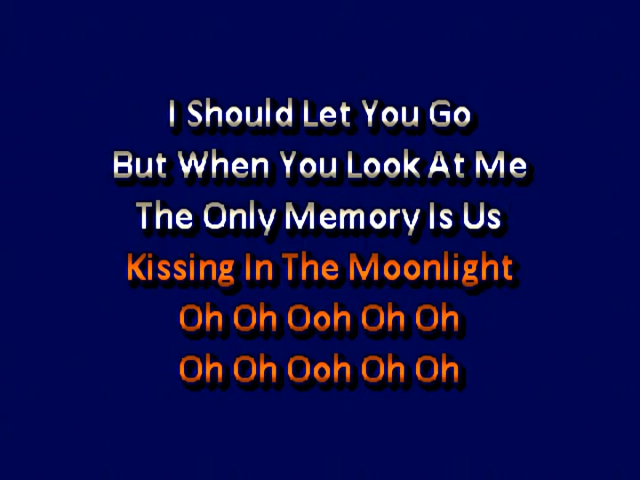 I Should Let You Go
But When You Look At Me
The Only Memory Is Us
Kissing In The Moonlight
Oh Oh Ooh Oh Oh
Oh Oh Ooh Oh Oh